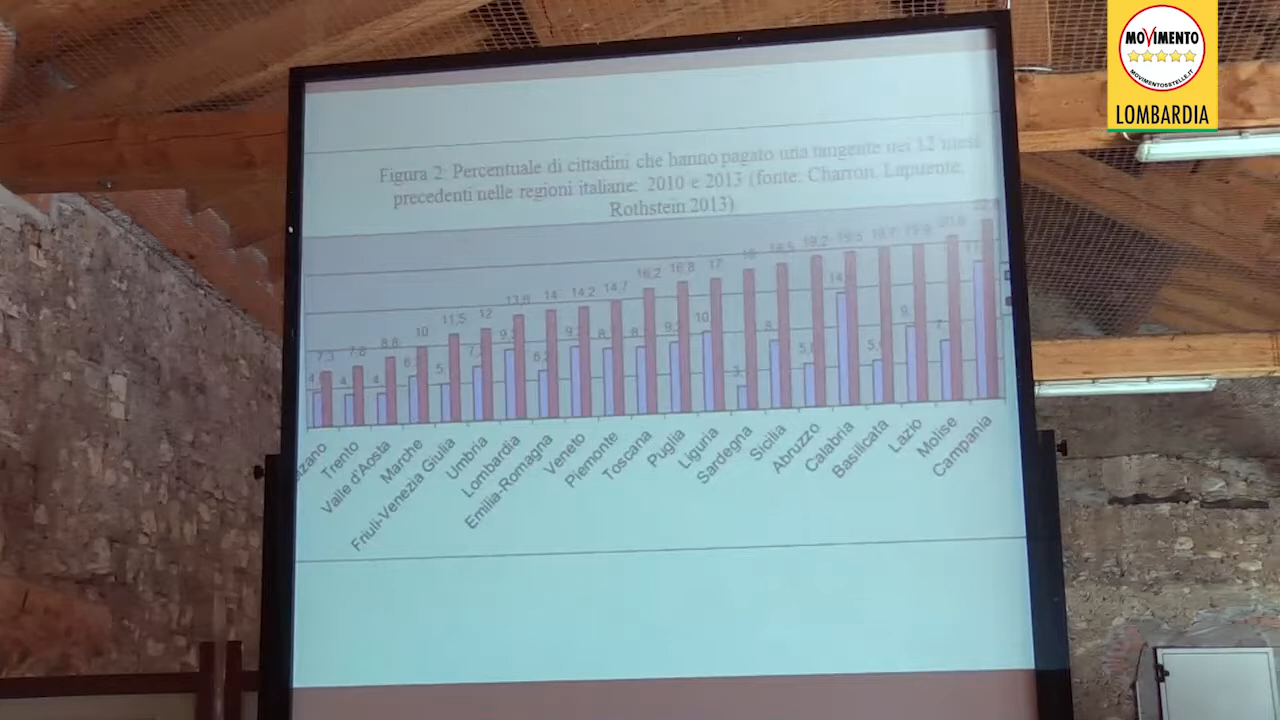 MOVIMENTO
MOVIMENTO5STELLE.IT
LOMBARDIA
Figura 2: Percentuale di cittadini che hanno pagato una tangente nei 12 mesi
precedenti nelle regioni italiane: 2010 e 2013 (fonte: Charron, Lapuente,
Rothstein 2013)
7,3 7,8 8,8 10 11,5 12 13,8 14 14,2 14,7 16,2 16,8 17 18 18,5 19,2 19,5 19,7 19,9
Trento
Valle d'Aosta
Marche
Friuli-Venezia Giulia
Umbria
Lombardia
Emilia-Romagna
Veneto
Piemonte
Toscana
Puglia
Liguria
Sardegna
Sicilia
Abruzzo
Calabria
Basilicata
Lazio
Molise
Campania